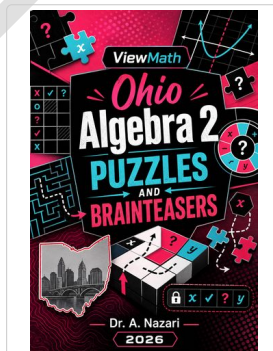 ?
x
ViewMath
Ohio
Algebra 2
PUZZLES
AND
BRAINTEASERS
x ✓ ?
?
?
x
? y
x ✓ ? y
Dr. A. Nazari
2026